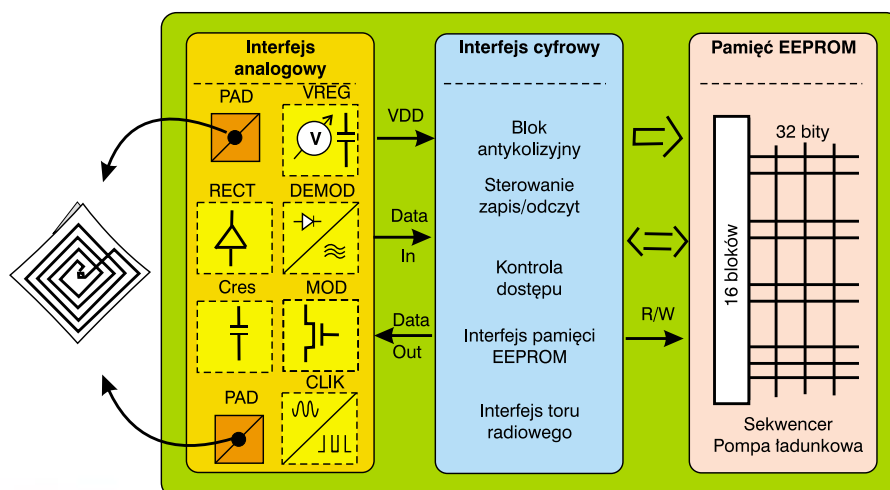 Interfejs
analogowy
PAD
VREG
V
RECT
DEMOD
Cres
MOD
PAD
CLIK
VDD
Data
In
Data
Out
Interfejs cyfrowy
Blok
antykolizyjny
Sterowanie
zapis/odczyt
Kontrola
dostępu
Interfejs pamięci
EEPROM
Interfejs toru
radiowego
R/W
Pamięć EEPROM
32 bity
16 bloków
Sekwencer
Pompa ładunkowa